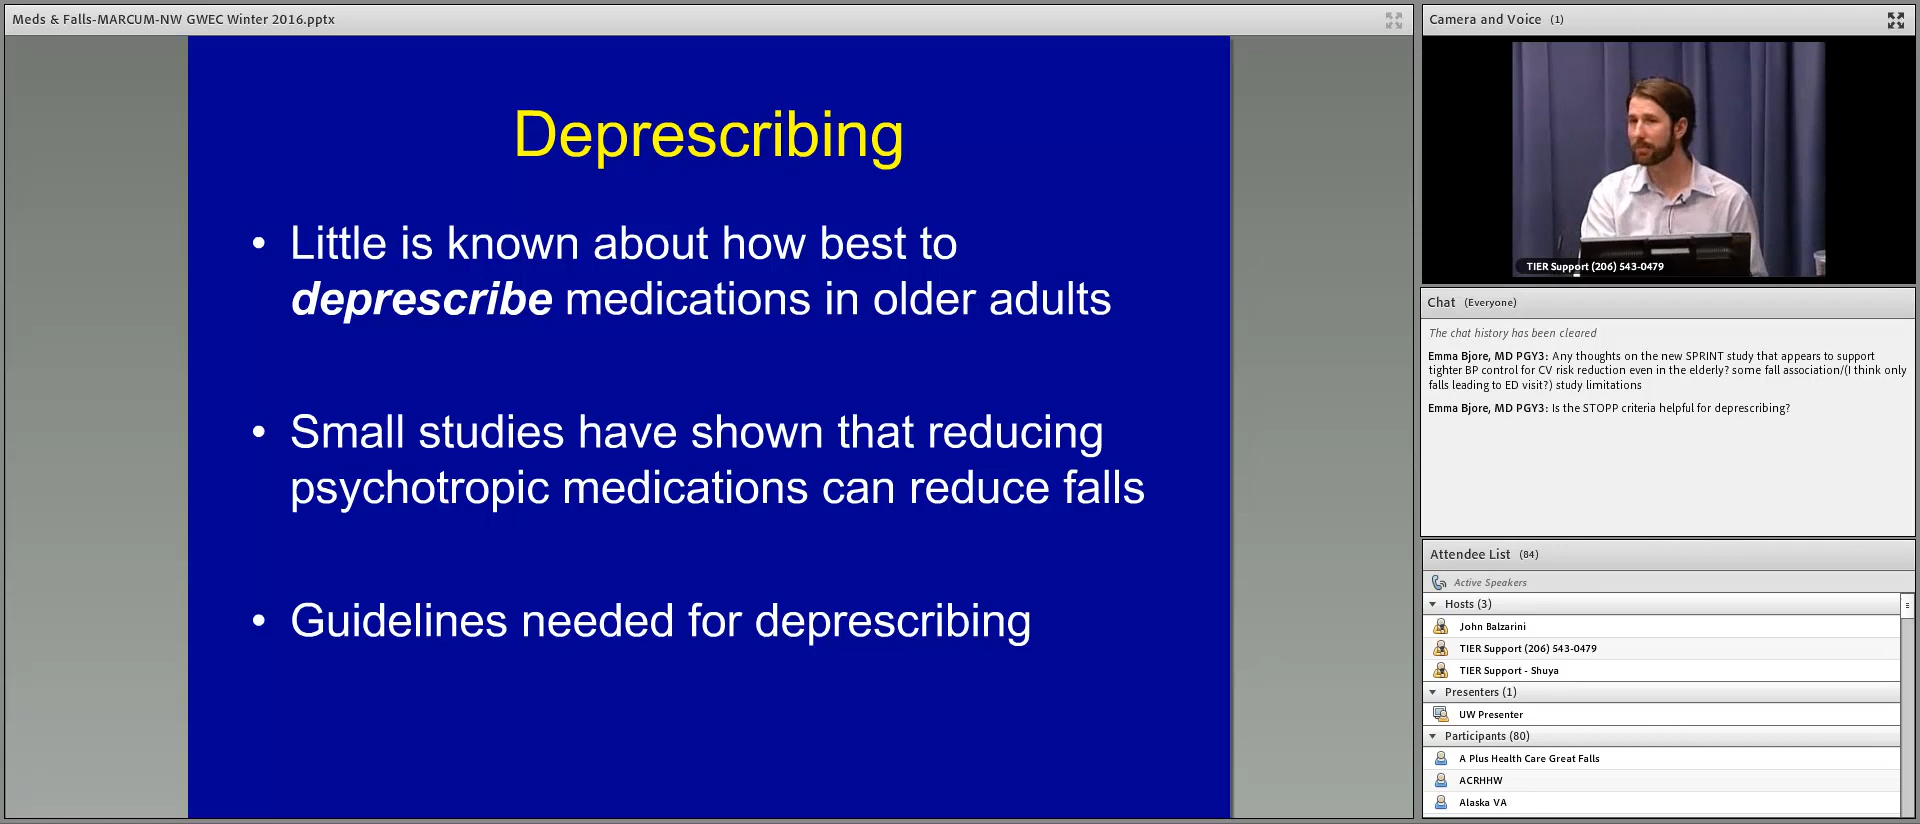 Meds & Falls-MARCUM-NW GWEC Winter 2016.pptx
Deprescribing
• Little is known about how best to
deprescribe medications in older adults
• Small studies have shown that reducing
psychotropic medications can reduce falls
• Guidelines needed for deprescribing
Camera and Voice (1)
TIER Support (206) 543-0479
Chat (Everyone)
The chat history has been cleared
Emma Bjore, MD PGY3: Any thoughts on the new SPRINT study that appears to support
tighter BP control for CV risk reduction even in the elderly? some fall association/(I think only
falls leading to ED visit?) study limitations
Emma Bjore, MD PGY3: Is the STOPP criteria helpful for deprescribing?
Attendee List (84)
Active Speakers
Hosts (3)
John Balzarini
TIER Support (206) 543-0479
TIER Support - Shuya
Presenters (1)
UW Presenter
Participants (80)
A Plus Health Care Great Falls
ACRHHW
Alaska VA